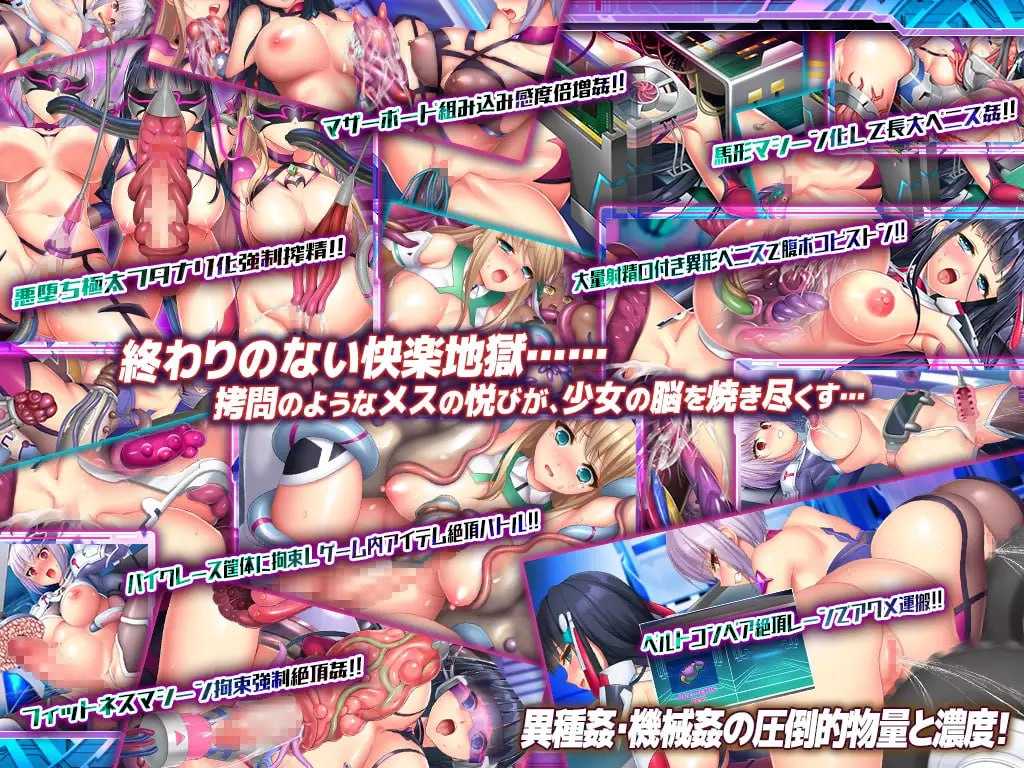 マザーボード組み込み感度倍増姦!!
馬形マシーン化して長大ペニス姦!!
悪堕ち極太フタナリ化強制搾精!!
大量射精口付き異形ペニスで腹ボコピストン!!
終わりのない快楽地獄……
拷問のようなメスの悦びが、少女の脳を焼き尽くす…
バイクレース筐体に拘束しゲーム内アイテム絶頂バトル!!
ベルトコンベア絶頂レーンでアクメ運搬!!
フィットネスマシーン拘束強制絶頂姦!!
異種姦・機械姦の圧倒的物量と濃度!